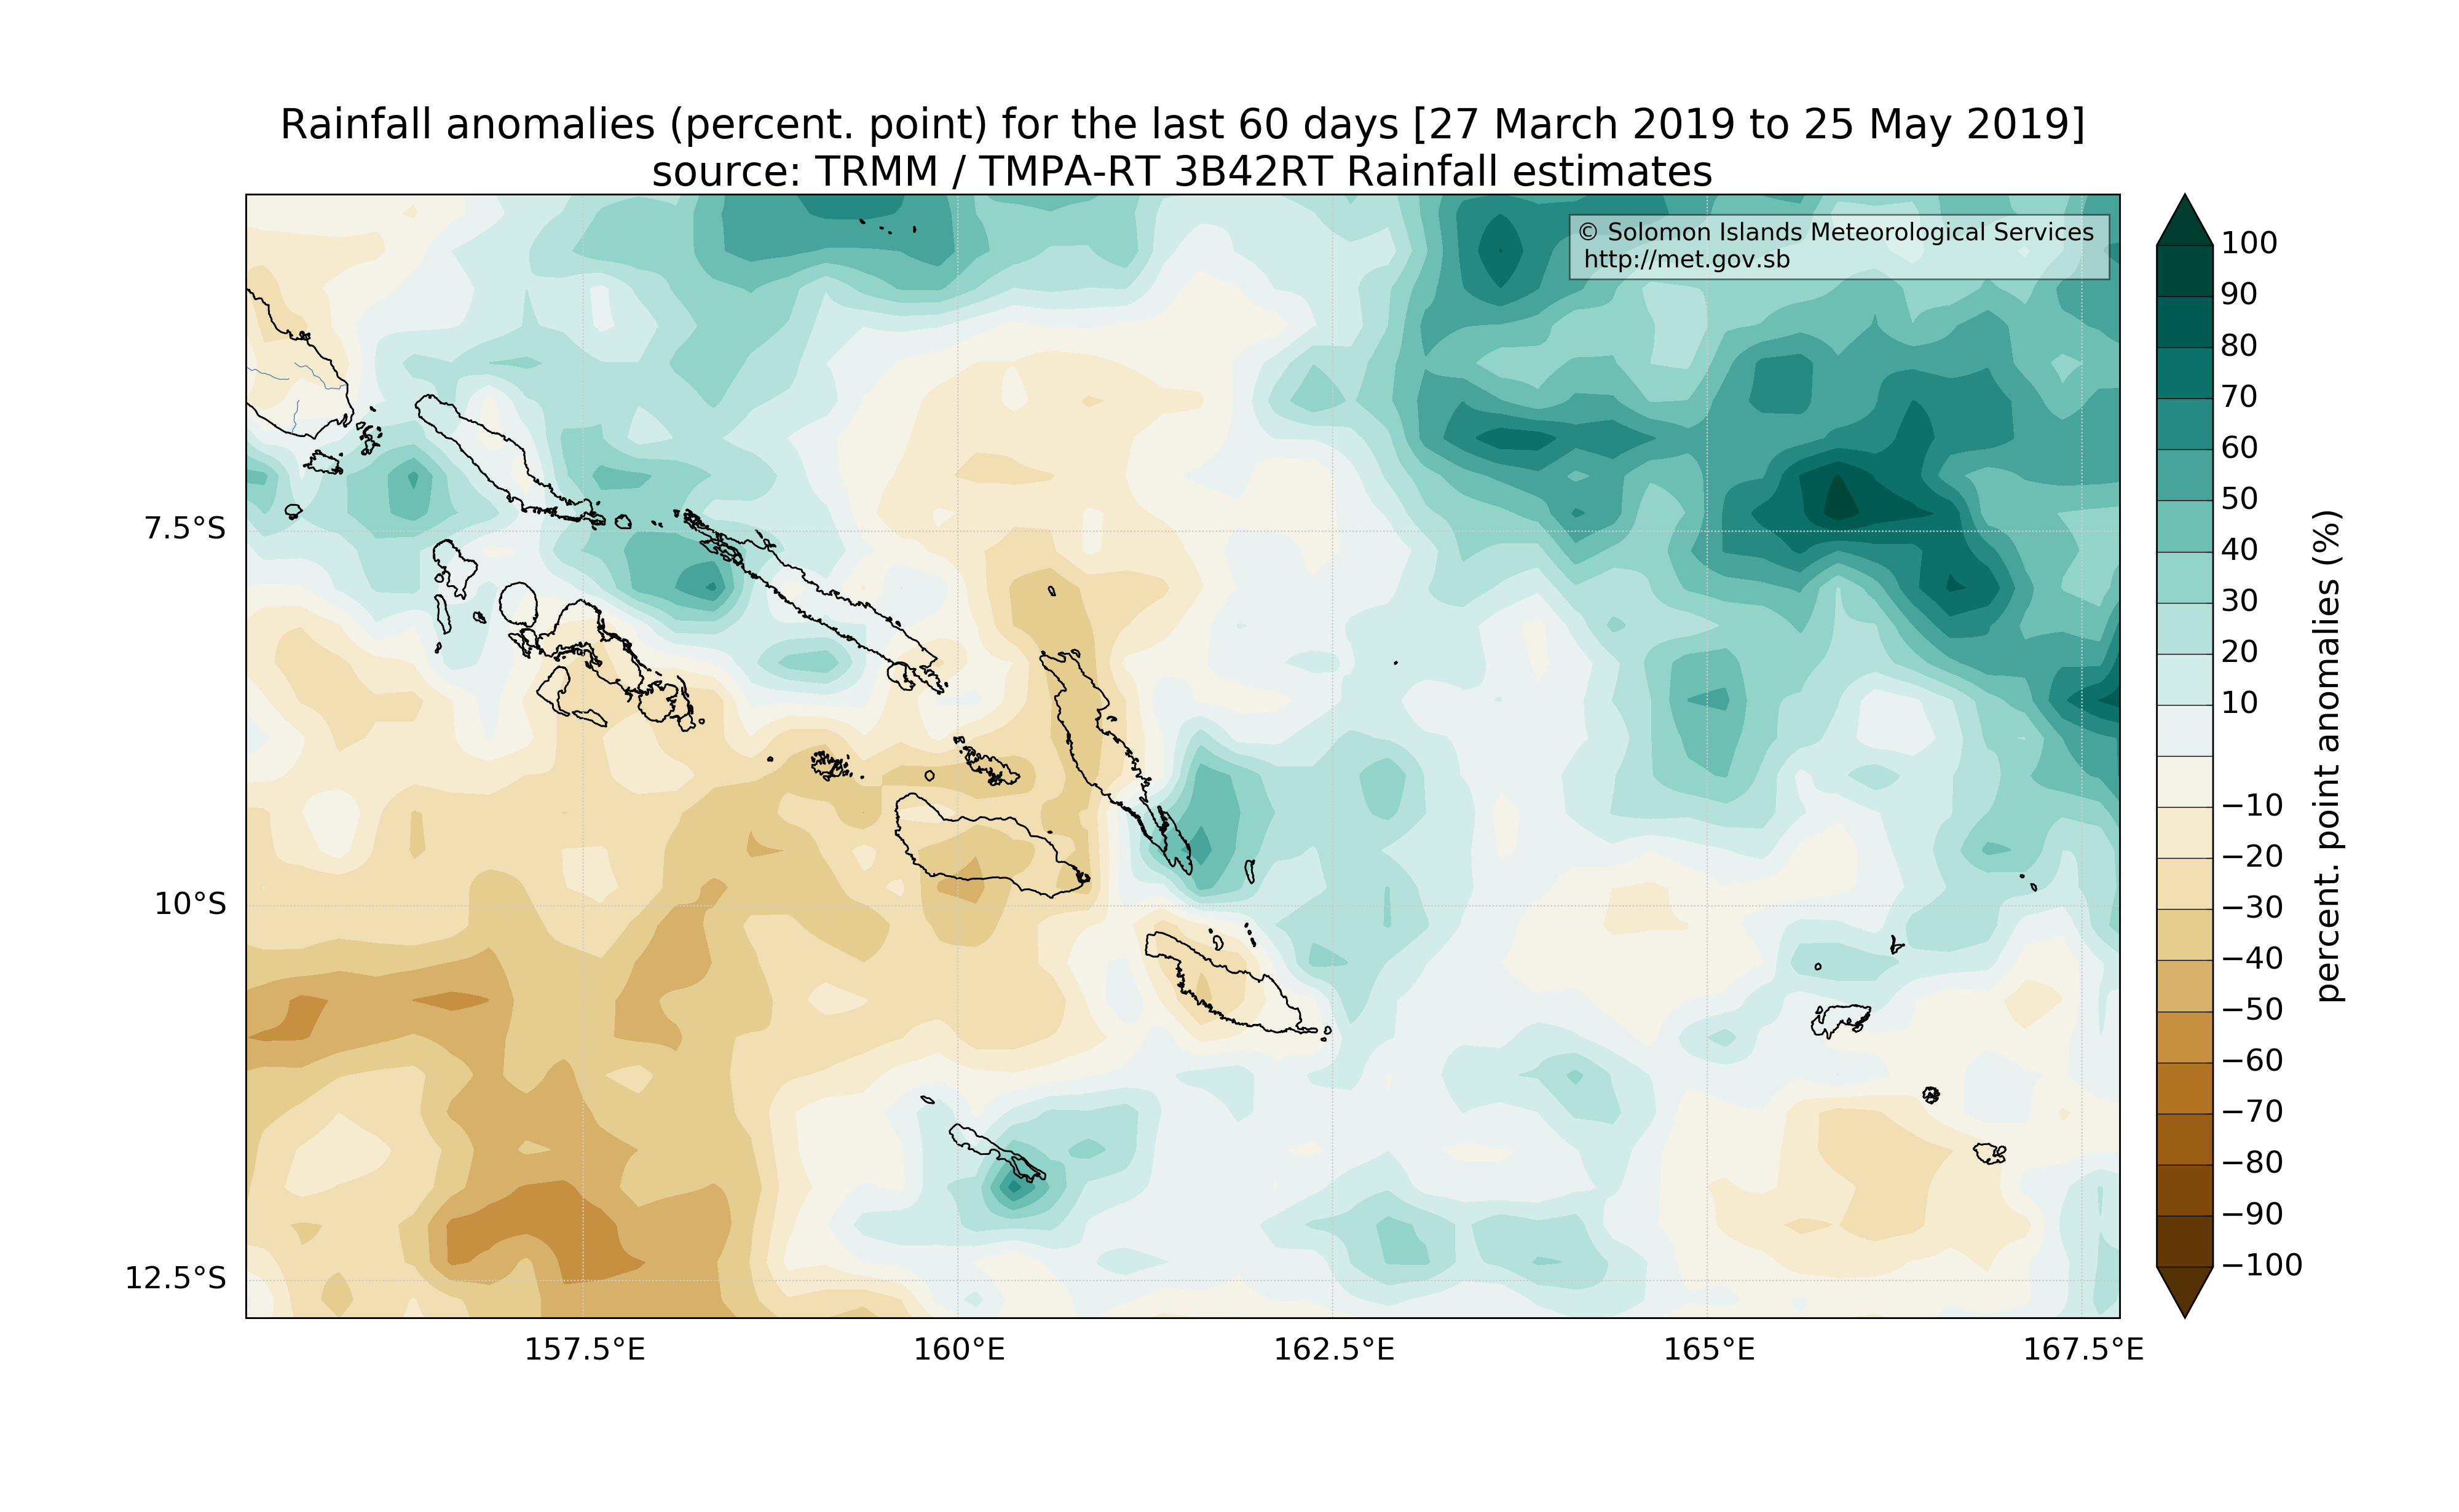 Rainfall anomalies (percent. point) for the last 60 days [27 March 2019 to 25 May 2019]
source: TRMM / TMPA-RT 3B42RT Rainfall estimates
© Solomon Islands Meteorological Services
http://met.gov.sb
7.5°S
10°S
12.5°S
157.5°E
160°E
162.5°E
165°E
167.5°E
100
90
80
70
60
50
40
30
20
10
−10
−20
−30
−40
−50
−60
−70
−80
−90
−100
percent. point anomalies (%)